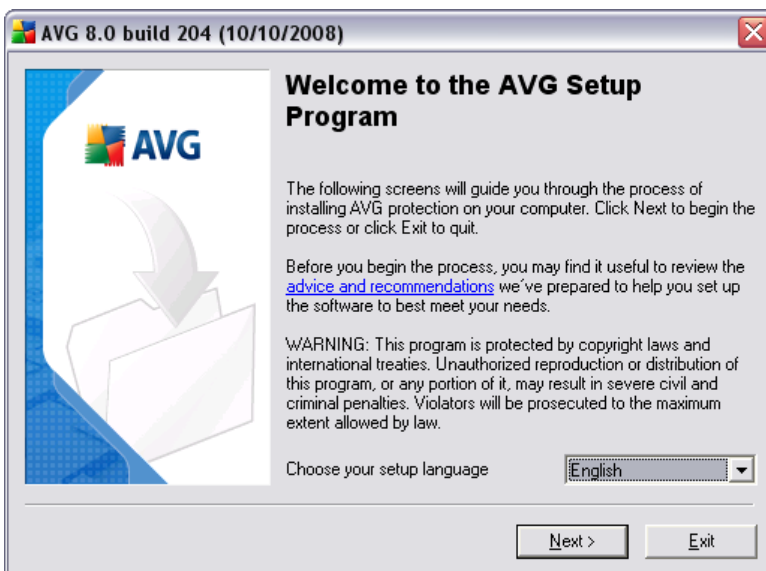 AVG 8.0 build 204 (10/10/2008)
AVG
Welcome to the AVG Setup
Program
The following screens will guide you through the process of
installing AVG protection on your computer. Click Next to begin the
process or click Exit to quit.
Before you begin the process, you may find it useful to review the
advice and recommendations we´ve prepared to help you set up
the software to best meet your needs.
WARNING: This program is protected by copyright laws and
international treaties. Unauthorized reproduction or distribution of
this program, or any portion of it, may result in severe civil and
criminal penalties. Violators will be prosecuted to the maximum
extent allowed by law.
Choose your setup language English
Next > Exit